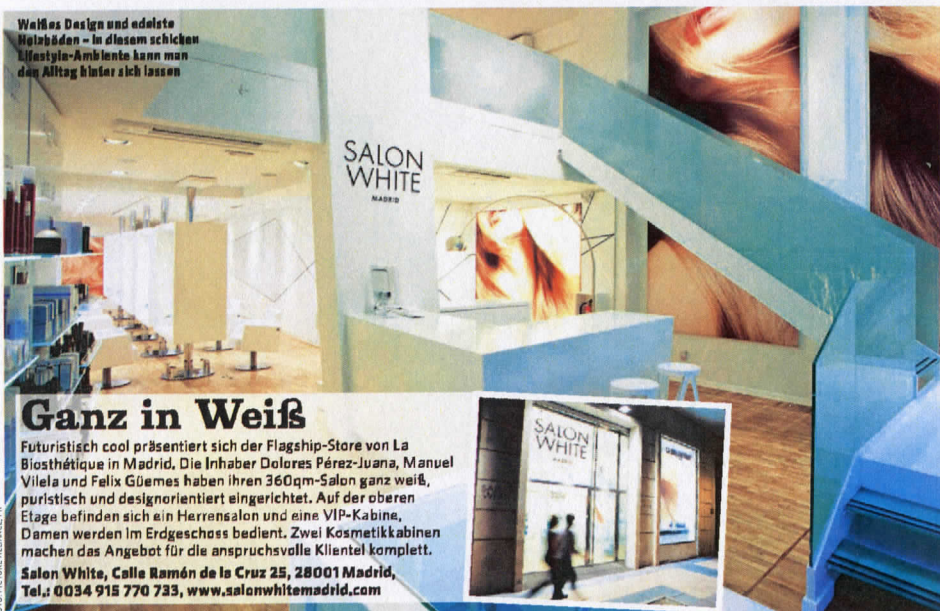 Weißes Design und edelste
Holzböden – in diesem schicken
Lifestyle-Ambiente kann man
den Alltag hinter sich lassen
SALON
WHITE
MADRID
Ganz in Weiß
Futuristisch cool präsentiert sich der Flagship-Store von La
Biosthétique in Madrid. Die Inhaber Dolores Pérez-Juana, Manuel
Vilela und Felix Güemes haben ihren 360qm-Salon ganz weiß,
puristisch und designorientiert eingerichtet. Auf der oberen
Etage befinden sich ein Herrensalon und eine VIP-Kabine,
Damen werden im Erdgeschoss bedient. Zwei Kosmetikkabinen
machen das Angebot für die anspruchsvolle Klientel komplett.
Salon White, Calle Ramón de la Cruz 25, 28001 Madrid,
Tel.: 0034 915 770 733, www.salonwhitemadrid.com
SALON
WHITE
MADRID